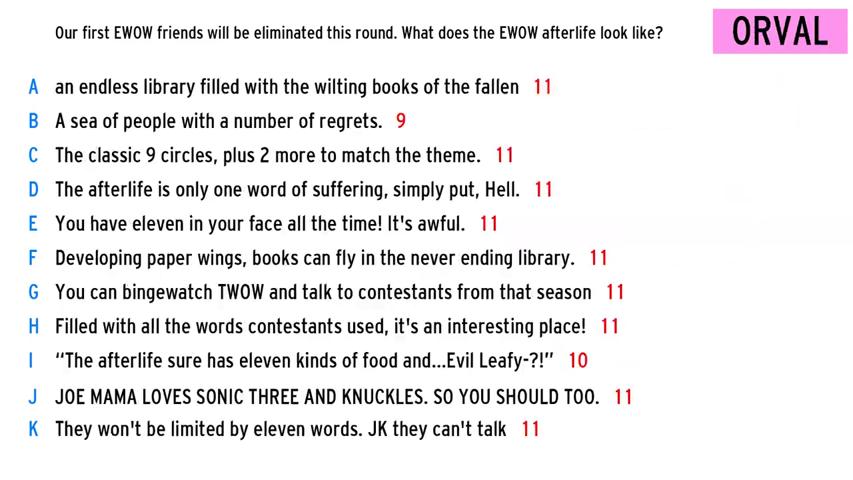 Our first EWOW friends will be eliminated this round. What does the EWOW afterlife look like?
ORVAL
A an endless library filled with the wilting books of the fallen 11
B A sea of people with a number of regrets. 9
C The classic 9 circles, plus 2 more to match the theme. 11
D The afterlife is only one word of suffering, simply put, Hell. 11
E You have eleven in your face all the time! It's awful. 11
F Developing paper wings, books can fly in the never ending library. 11
G You can bingewatch TWOW and talk to contestants from that season 11
H Filled with all the words contestants used, it's an interesting place! 11
I “The afterlife sure has eleven kinds of food and...Evil Leafy-?!” 10
J JOE MAMA LOVES SONIC THREE AND KNUCKLES. SO YOU SHOULD TOO. 11
K They won't be limited by eleven words. JK they can't talk 11